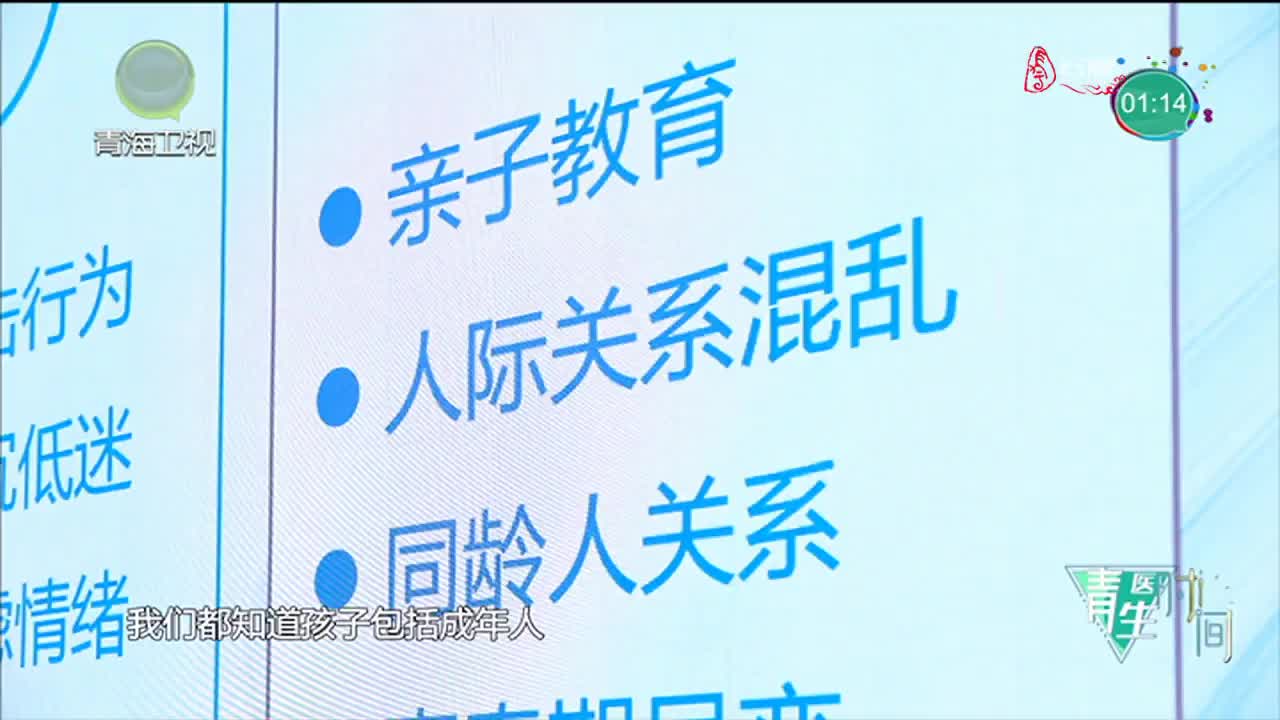 青海卫视
01:14
亲子教育
人际关系混乱
同龄人关系
行为
低迷
情绪
我们都知道孩子包括成年人
青医生时间